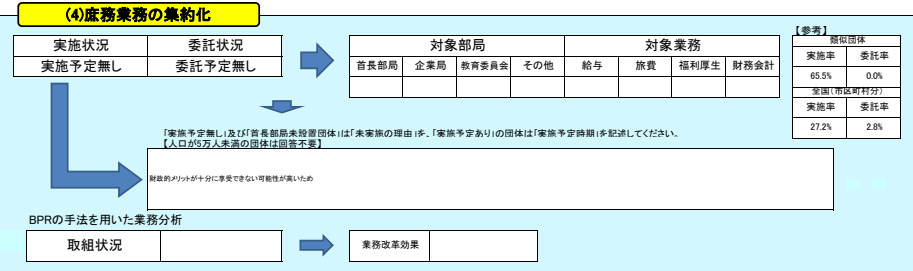 (4)庶務業務の集約化
実施状況 委託状況
実施予定無し 委託予定無し
対象部局 対象業務
首長部局 企業局 教育委員会 その他 給与 旅費 福利厚生 財務会計
【参考】
類似団体
実施率 委託率
65.5% 0.0%
全国(市区町村分)
実施率 委託率
27.2% 2.8%
「実施予定無し」及び「首長部局未設置団体」は「未実施の理由」を、「実施予定あり」の団体は「実施予定時期」を記述してください。
【人口が5万人未満の団体は回答不要】
財政的メリットが十分に享受できない可能性が高いため
BPRの手法を用いた業務分析
取組状況
業務改革効果